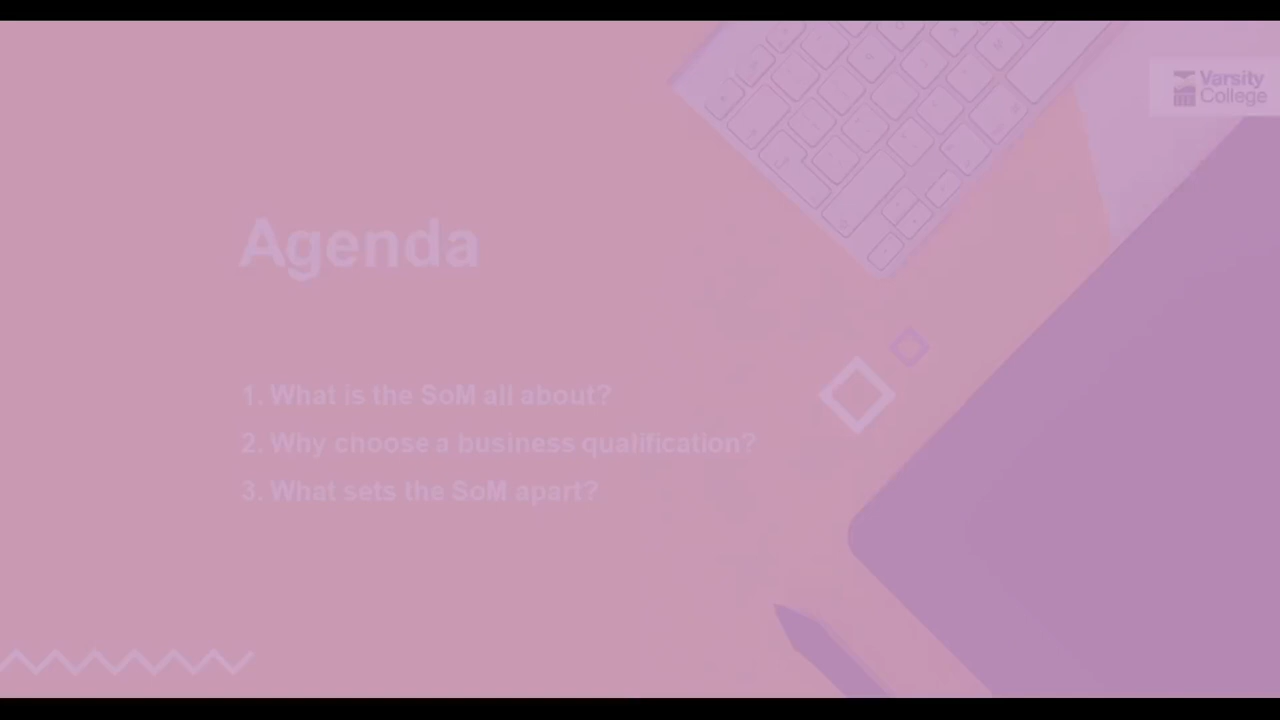 Varsity
College
Agenda
1. What is the SoM all about?
2. Why choose a business qualification?
3. What sets the SoM apart?